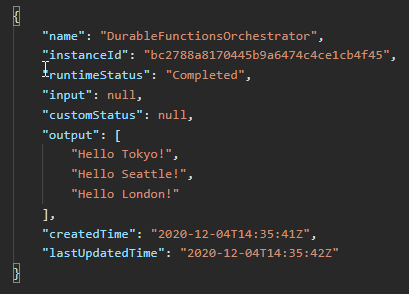 {
"name": "DurableFunctionsOrchestrator",
"instanceId": "bc2788a8170445b9a6474c4ce1cb4f45",
"runtimeStatus": "Completed",
"input": null,
"customStatus": null,
"output": [
"Hello Tokyo!",
"Hello Seattle!",
"Hello London!"
],
"createdTime": "2020-12-04T14:35:41Z",
"lastUpdatedTime": "2020-12-04T14:35:42Z"
}